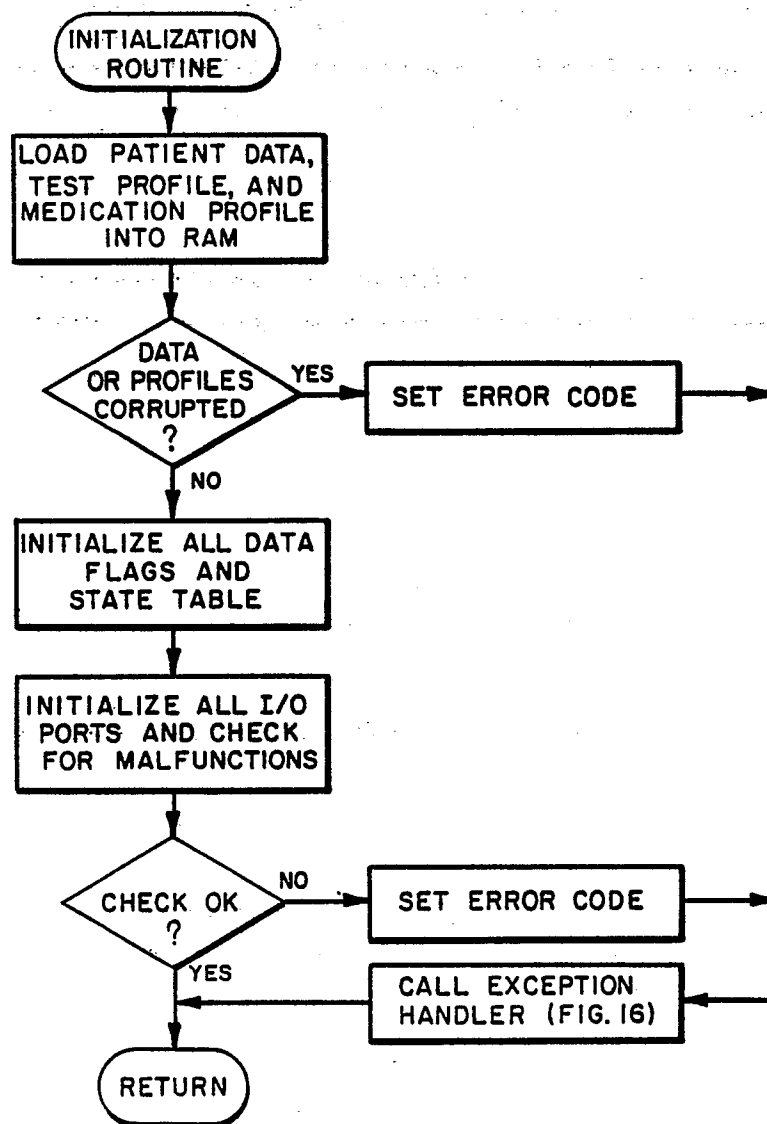 INITIALIZATION
ROUTINE
LOAD PATIENT DATA,
TEST PROFILE, AND
MEDICATION PROFILE
INTO RAM
DATA
OR PROFILES
CORRUPTED
?
YES
SET ERROR CODE
NO
INITIALIZE ALL DATA
FLAGS AND
STATE TABLE
INITIALIZE ALL I/O
PORTS AND CHECK
FOR MALFUNCTIONS
CHECK OK
?
NO
SET ERROR CODE
YES
CALL EXCEPTION
HANDLER (FIG. 16)
RETURN